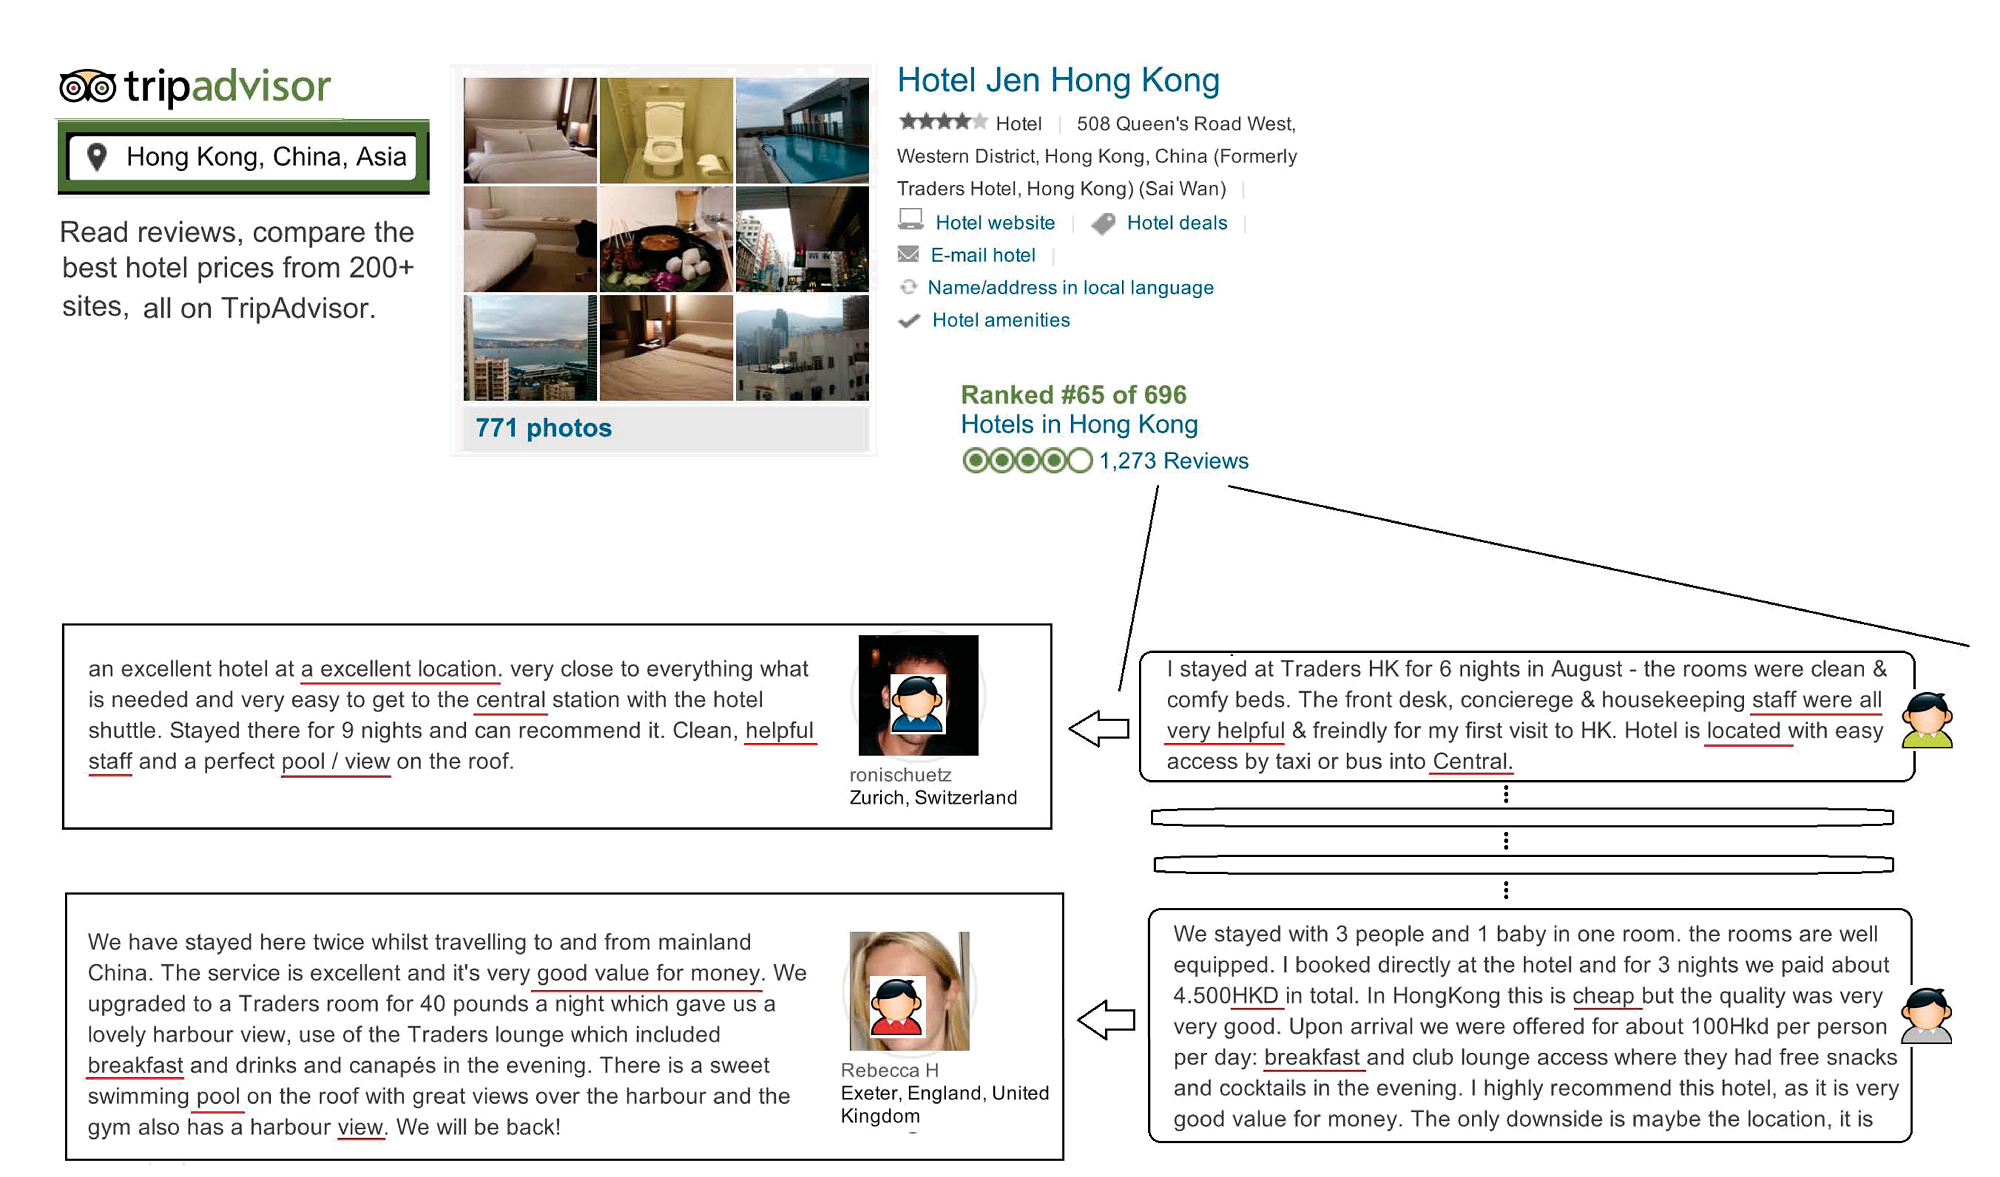 tripadvisor
Hong Kong, China, Asia
Read reviews, compare the
best hotel prices from 200+
sites, all on TripAdvisor.
771 photos
Hotel Jen Hong Kong
Hotel | 508 Queen's Road West,
Western District, Hong Kong, China (Formerly
Traders Hotel, Hong Kong) (Sai Wan) |
Hotel website | Hotel deals |
E-mail hotel |
Name/address in local language
Hotel amenities
Ranked #65 of 696
Hotels in Hong Kong
1,273 Reviews
an excellent hotel at a excellent location. very close to everything what
is needed and very easy to get to the central station with the hotel
shuttle. Stayed there for 9 nights and can recommend it. Clean, helpful
staff and a perfect pool / view on the roof.
ronischuetz
Zurich, Switzerland
I stayed at Traders HK for 6 nights in August - the rooms were clean &
comfy beds. The front desk, concierege & housekeeping staff were all
very helpful & freindly for my first visit to HK. Hotel is located with easy
access by taxi or bus into Central.
We have stayed here twice whilst travelling to and from mainland
China. The service is excellent and it's very good value for money. We
upgraded to a Traders room for 40 pounds a night which gave us a
lovely harbour view, use of the Traders lounge which included
breakfast and drinks and canapés in the evening. There is a sweet
swimming pool on the roof with great views over the harbour and the
gym also has a harbour view. We will be back!
Rebecca H
Exeter, England, United
Kingdom
We stayed with 3 people and 1 baby in one room. the rooms are well
equipped. I booked directly at the hotel and for 3 nights we paid about
4.500HKD in total. In HongKong this is cheap but the quality was very
very good. Upon arrival we were offered for about 100Hkd per person
per day: breakfast and club lounge access where they had free snacks
and cocktails in the evening. I highly recommend this hotel, as it is very
good value for money. The only downside is maybe the location, it is